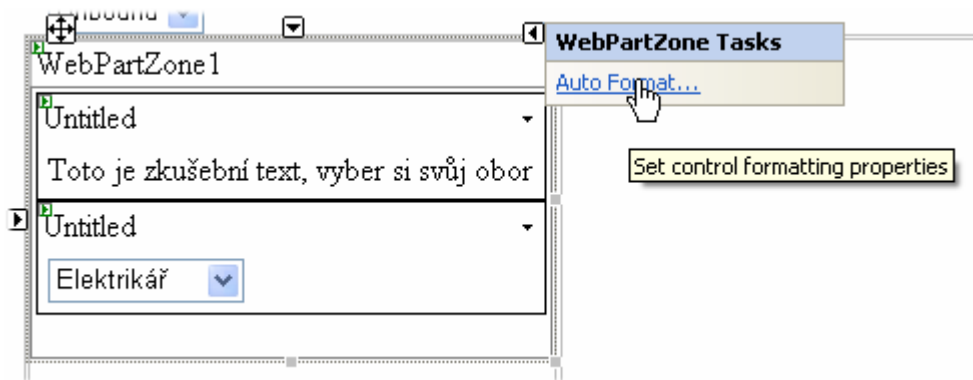 WebPartZone Tasks
WebPartZone1
Auto Format...
Untitled
Toto je zkušební text, vyber si svůj obor
Set control formatting properties
Untitled
Elektrikář